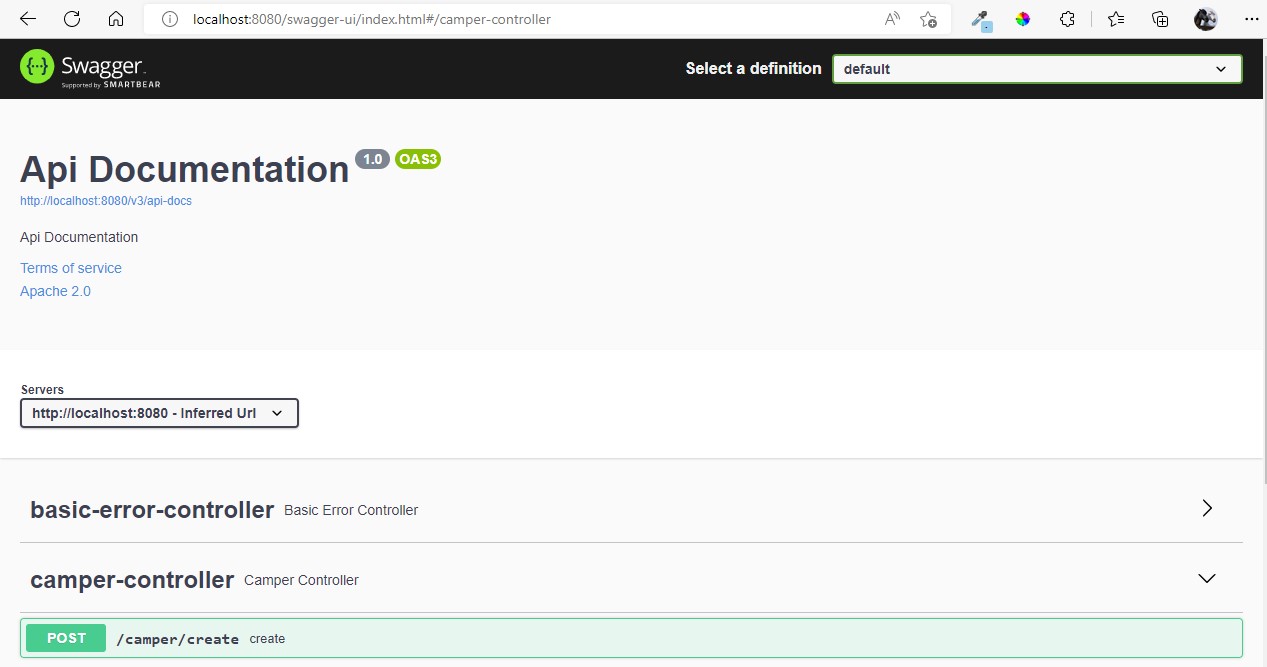 localhost:8080/swagger-ui/index.html#/camper-controller
Swagger
Supported by SMARTBEAR
Select a definition
default
Api Documentation 1.0 OAS3
http://localhost:8080/v3/api-docs
Api Documentation
Terms of service
Apache 2.0
Servers
http://localhost:8080 - Inferred Url
basic-error-controller Basic Error Controller
camper-controller Camper Controller
POST /camper/create create